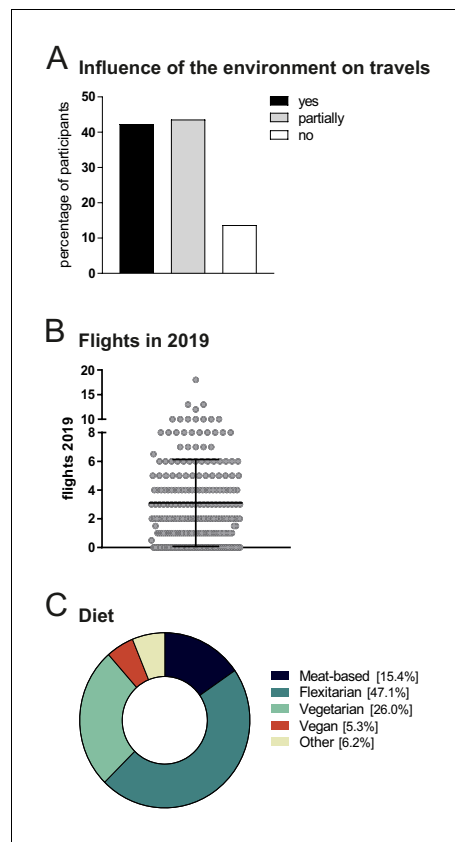 A Influence of the environment on travels
percentage of participants
50
40
30
20
10
0
yes
partially
no
B Flights in 2019
flights 2019
20
15
10
8
6
4
2
0
C Diet
Meat-based [15.4%]
Flexitarian [47.1%]
Vegetarian [26.0%]
Vegan [5.3%]
Other [6.2%]